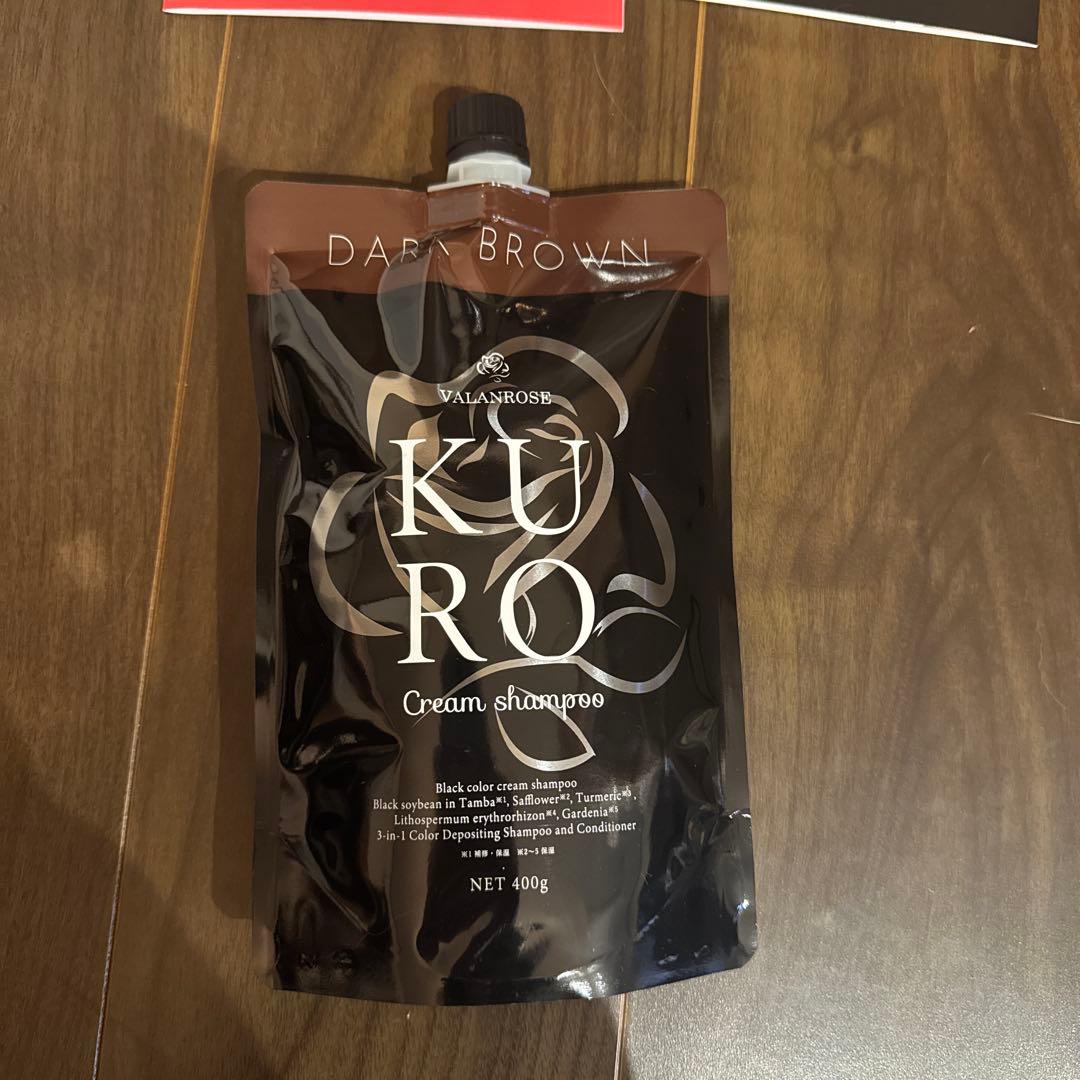 DARK BROWN
VALANROSE
KU
RO
Cream shampoo
Black color cream shampoo
Black soybean in Tamba※1, Safflower※2, Turmeric※3,
Lithospermum erythrorhizon※4, Gardenia※5
3-in-1 Color Depositing Shampoo and Conditioner
※1 補修・保湿 ※2~5 保湿
NET 400g